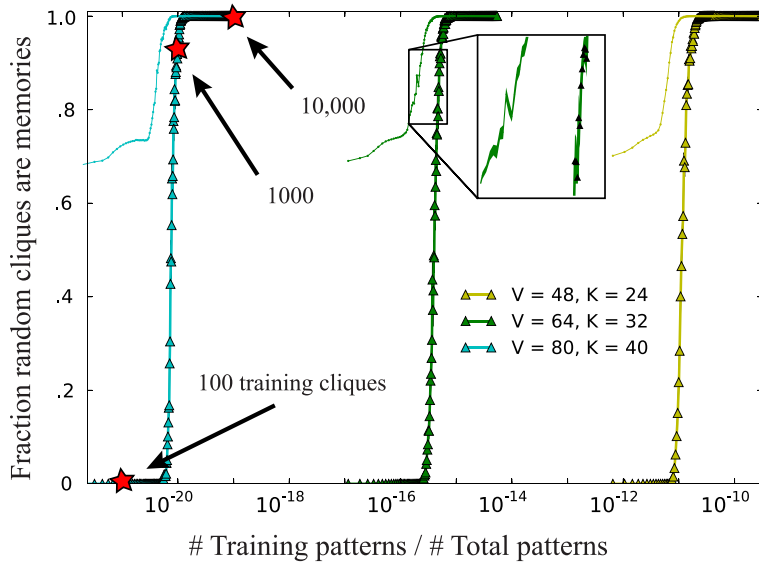 1.0
.8
.6
.4
.2
0
Fraction random cliques are memories
10,000
1000
100 training cliques
V = 48, K = 24
V = 64, K = 32
V = 80, K = 40
10^-20 10^-18 10^-16 10^-14 10^-12 10^-10
# Training patterns / # Total patterns